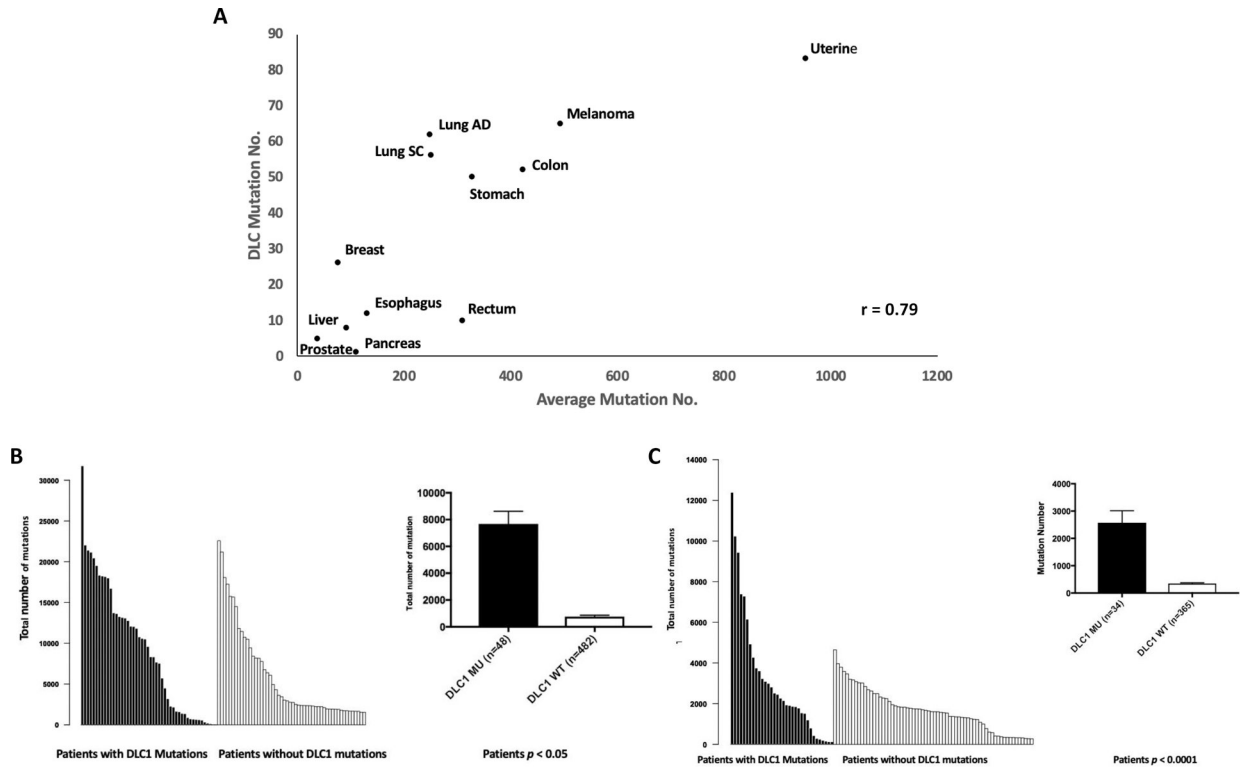 A
90
80
70
60
50
40
30
20
10
0
DLC Mutation No.
Uterine
Melanoma
Lung AD
Lung SC
Colon
Stomach
Breast
Esophagus
Rectum
Liver
Prostate
Pancreas
r = 0.79
0 200 400 600 800 1000 1200
Average Mutation No.
B
Total number of mutations
30000
25000
20000
15000
10000
5000
0
Patients with DLC1 Mutations Patients without DLC1 mutations
Total number of mutation
10000
8000
6000
4000
2000
0
DLC1 MU (n=48)
DLC1 WT (n=482)
Patients p < 0.05
C
Total number of mutations
14000
12000
10000
8000
6000
4000
2000
0
Patients with DLC1 Mutations Patients without DLC1 mutations
Mutation Number
4000
3000
2000
1000
0
DLC1 MU (n=34)
DLC1 WT (n=365)
Patients p < 0.0001